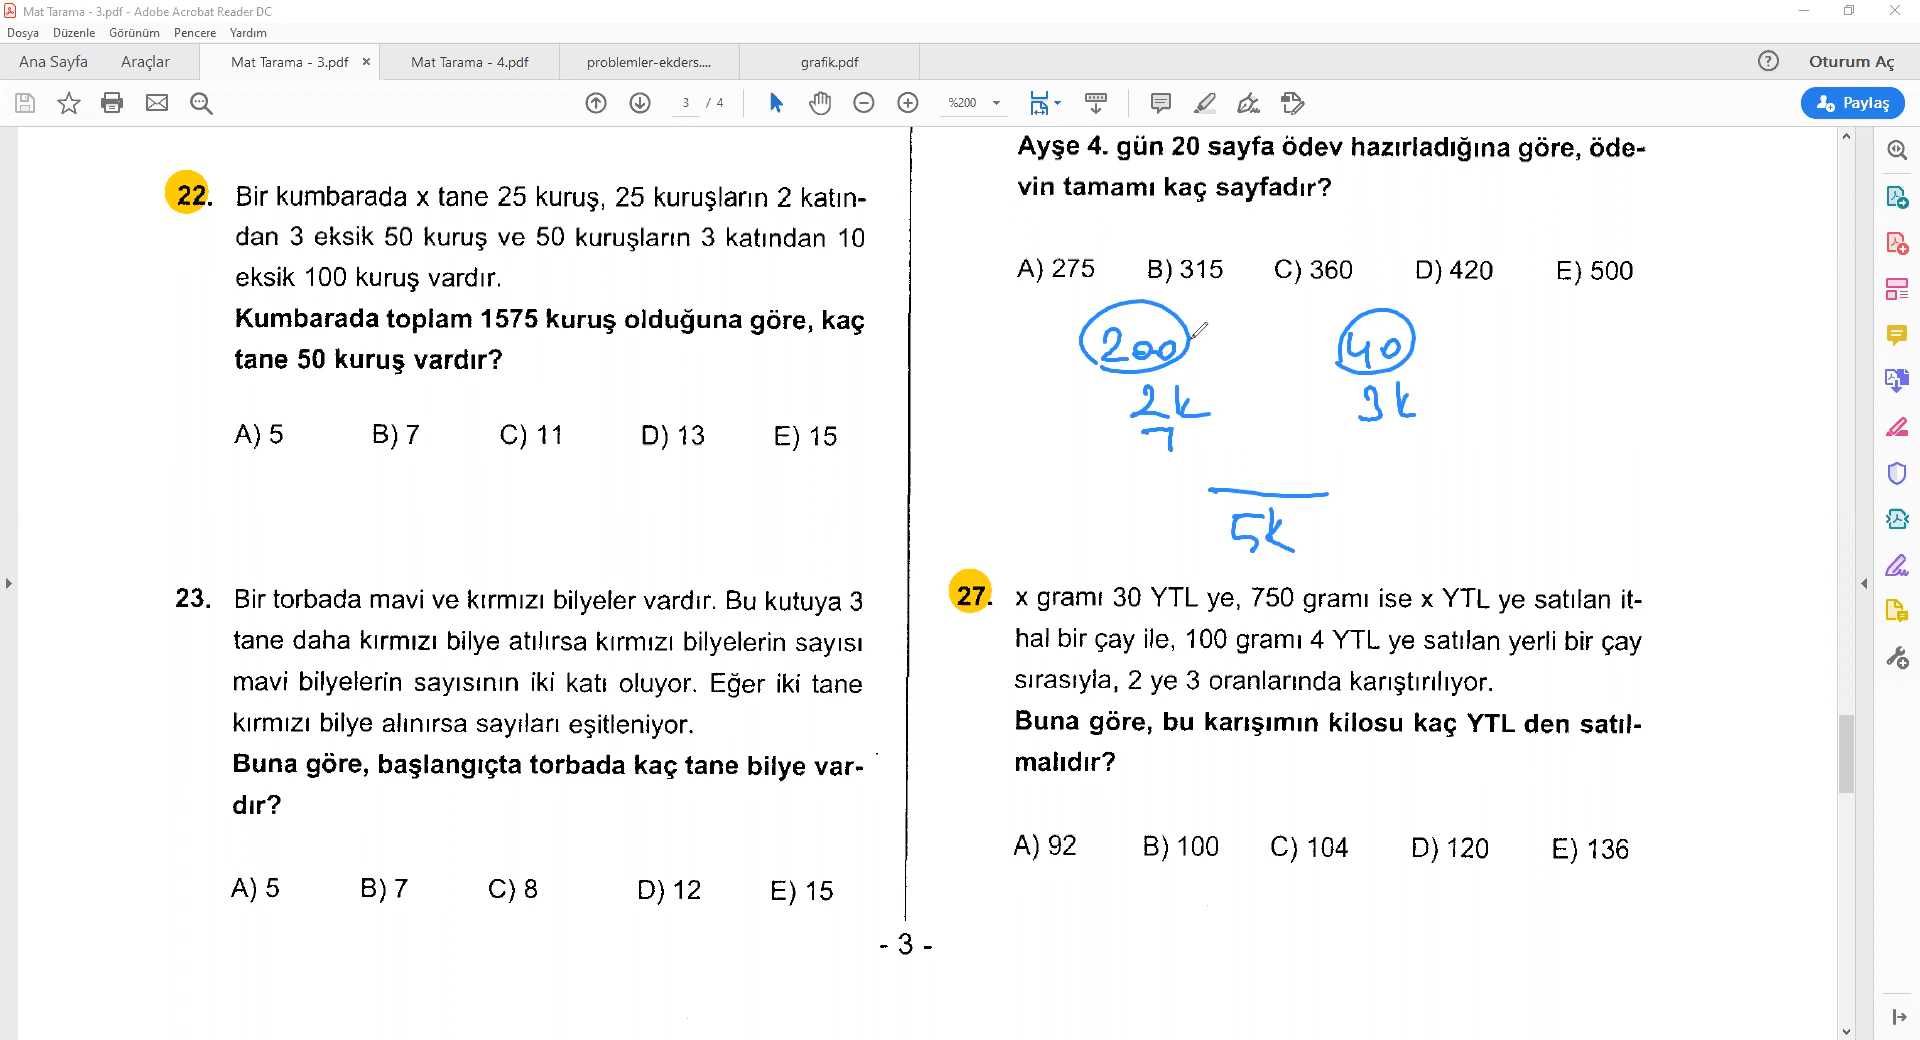 Mat Tarama - 3.pdf - Adobe Acrobat Reader DC
Dosya Düzenle Görünüm Pencere Yardım
Ana Sayfa Araçlar Mat Tarama - 3.pdf × Mat Tarama - 4.pdf problemler-ekders.... grafik.pdf ? Oturum Aç
3 / 4 %200 Paylaş
22. Bir kumbarada x tane 25 kuruş, 25 kuruşların 2 katın-
dan 3 eksik 50 kuruş ve 50 kuruşların 3 katından 10
eksik 100 kuruş vardır.
Kumbarada toplam 1575 kuruş olduğuna göre, kaç
tane 50 kuruş vardır?
A) 5 B) 7 C) 11 D) 13 E) 15
23. Bir torbada mavi ve kırmızı bilyeler vardır. Bu kutuya 3
tane daha kırmızı bilye atılırsa kırmızı bilyelerin sayısı
mavi bilyelerin sayısının iki katı oluyor. Eğer iki tane
kırmızı bilye alınırsa sayıları eşitleniyor.
Buna göre, başlangıçta torbada kaç tane bilye var-
dır?
A) 5 B) 7 C) 8 D) 12 E) 15
Ayşe 4. gün 20 sayfa ödev hazırladığına göre, öde-
vin tamamı kaç sayfadır?
A) 275 B) 315 C) 360 D) 420 E) 500
200 40
2k 3k
7
5k
27. x gramı 30 YTL ye, 750 gramı ise x YTL ye satılan it-
hal bir çay ile, 100 gramı 4 YTL ye satılan yerli bir çay
sırasıyla, 2 ye 3 oranlarında karıştırılıyor.
Buna göre, bu karışımın kilosu kaç YTL den satıl-
malıdır?
A) 92 B) 100 C) 104 D) 120 E) 136
- 3 -